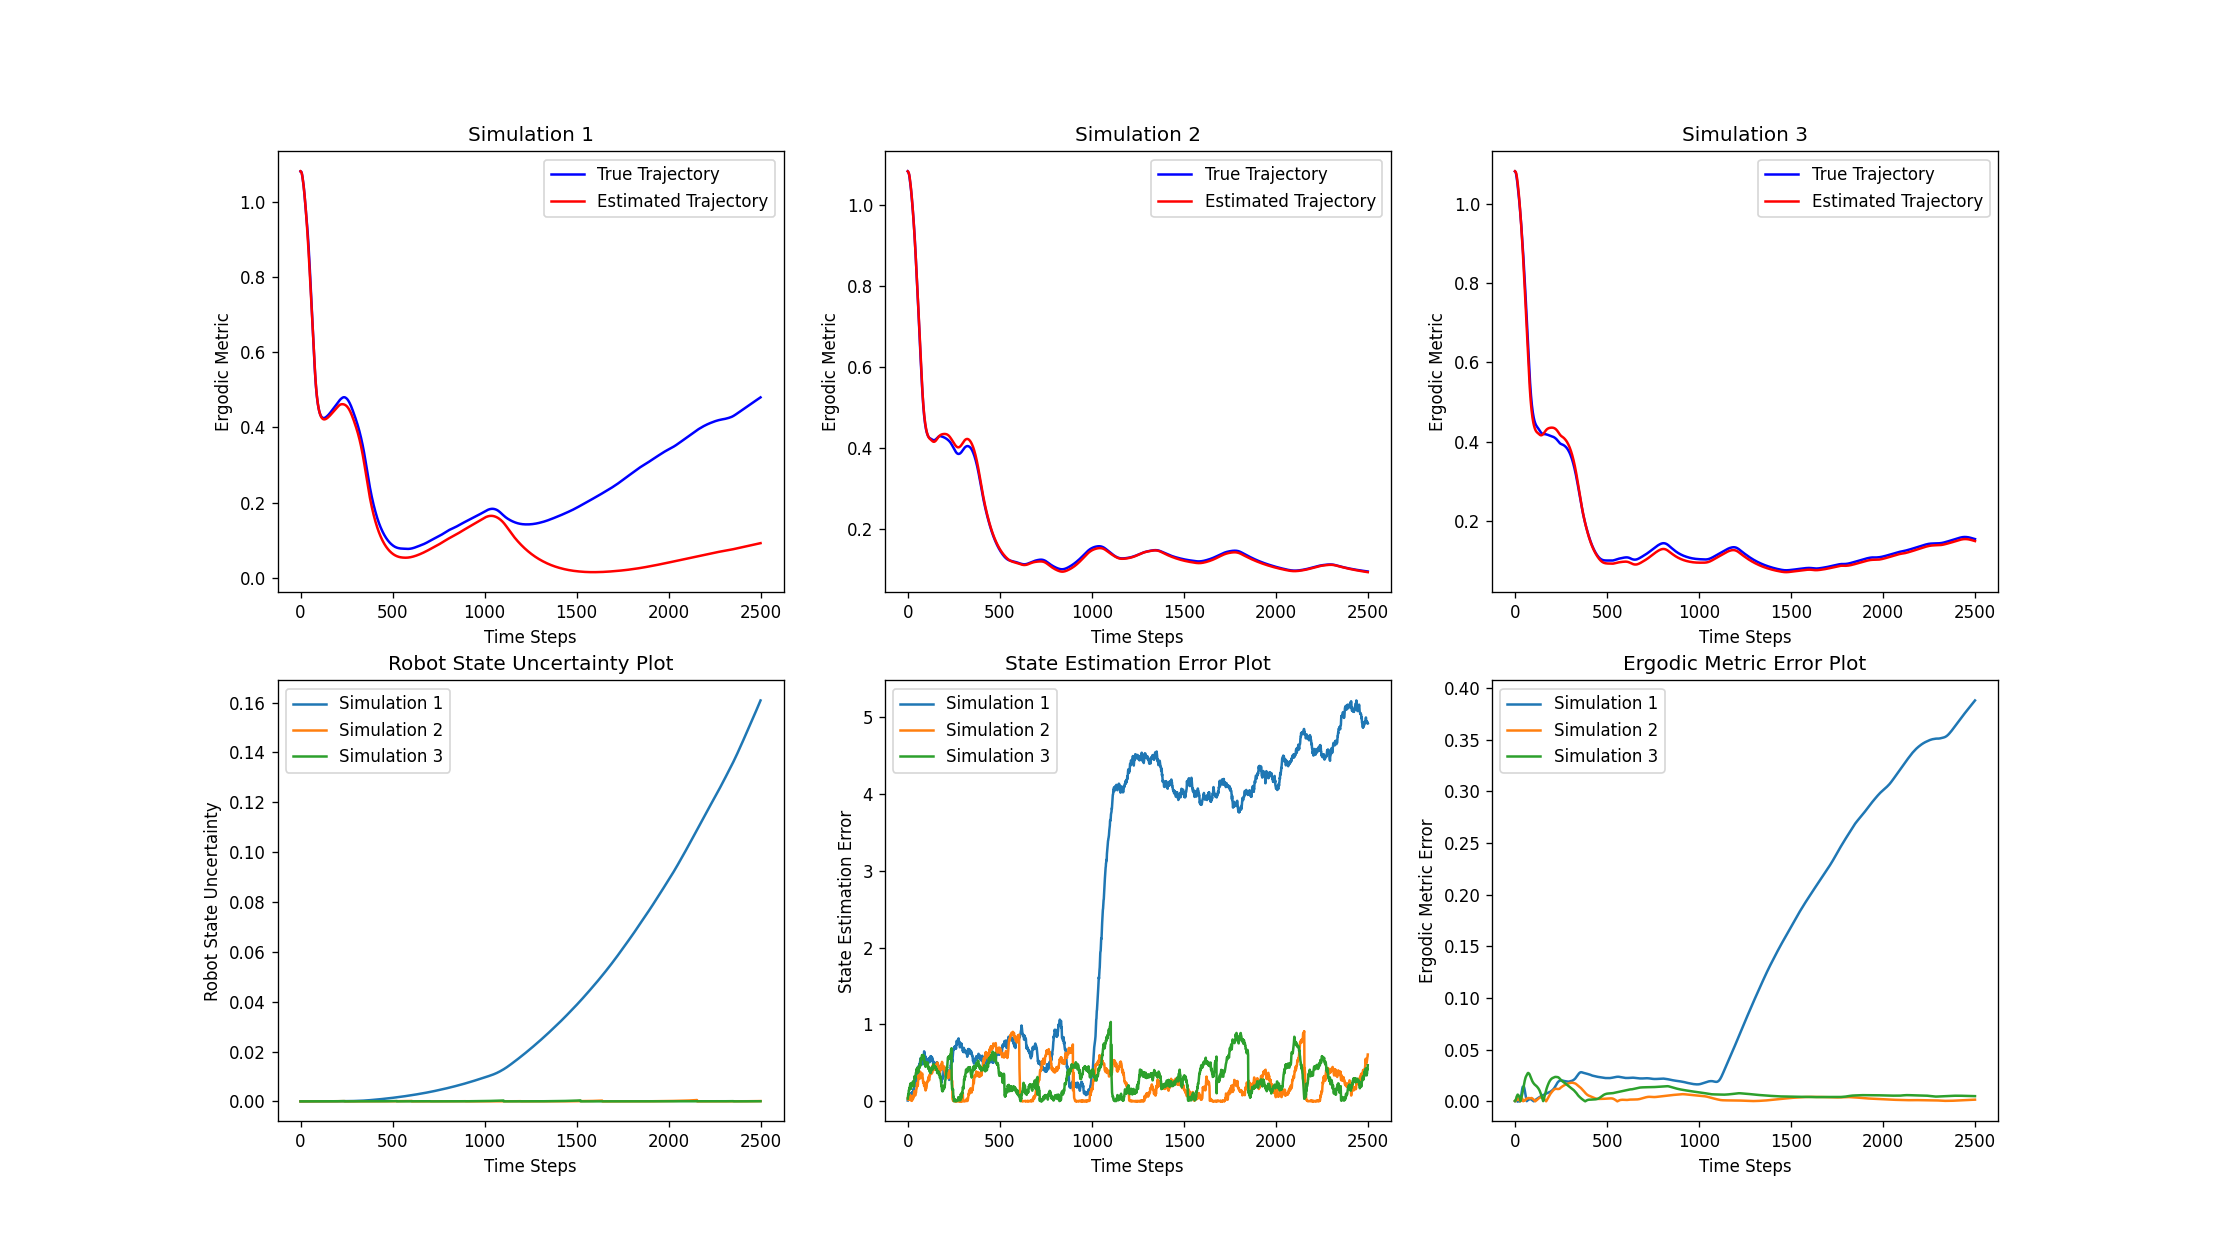 Simulation 1
True Trajectory
Estimated Trajectory
Ergodic Metric
1.0
0.8
0.6
0.4
0.2
0.0
0 500 1000 1500 2000 2500
Time Steps
Simulation 2
True Trajectory
Estimated Trajectory
Ergodic Metric
1.0
0.8
0.6
0.4
0.2
0 500 1000 1500 2000 2500
Time Steps
Simulation 3
True Trajectory
Estimated Trajectory
Ergodic Metric
1.0
0.8
0.6
0.4
0.2
0 500 1000 1500 2000 2500
Time Steps
Robot State Uncertainty Plot
Simulation 1
Simulation 2
Simulation 3
Robot State Uncertainty
0.16
0.14
0.12
0.10
0.08
0.06
0.04
0.02
0.00
0 500 1000 1500 2000 2500
Time Steps
State Estimation Error Plot
Simulation 1
Simulation 2
Simulation 3
State Estimation Error
5
4
3
2
1
0
0 500 1000 1500 2000 2500
Time Steps
Ergodic Metric Error Plot
Simulation 1
Simulation 2
Simulation 3
Ergodic Metric Error
0.40
0.35
0.30
0.25
0.20
0.15
0.10
0.05
0.00
0 500 1000 1500 2000 2500
Time Steps